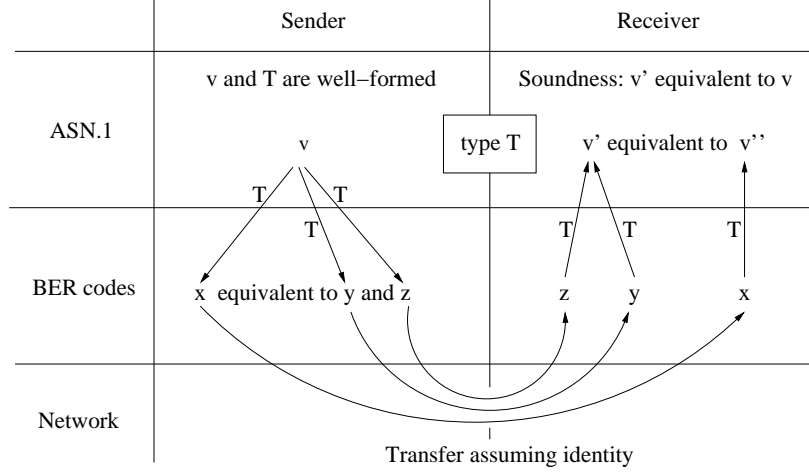 Sender
Receiver
v and T are well−formed
Soundness: v' equivalent to v
ASN.1
type T
v
v' equivalent to v''
T
T
T
T
T
T
BER codes
x equivalent to y and z
z
y
x
Network
Transfer assuming identity